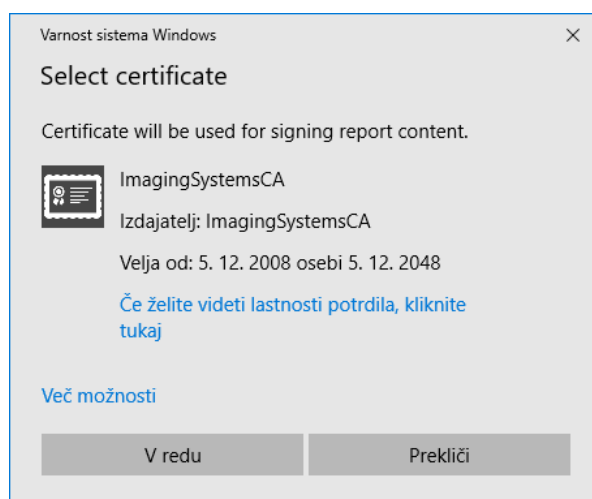 Varnost sistema Windows
Select certificate
Certificate will be used for signing report content.
ImagingSystemsCA
Izdajatelj: ImagingSystemsCA
Velja od: 5. 12. 2008 osebi 5. 12. 2048
Če želite videti lastnosti potrdila, kliknite
tukaj
Več možnosti
V redu
Prekliči